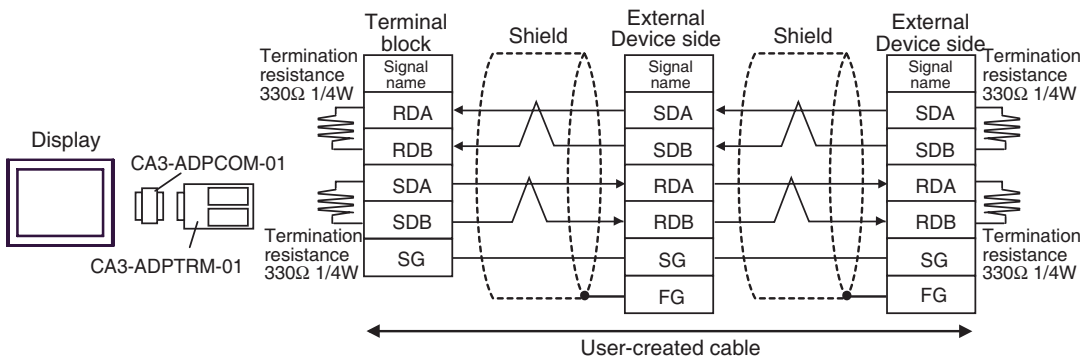 Display
CA3-ADPCOM-01
CA3-ADPTRM-01
Termination
resistance
330Ω 1/4W
Termination
resistance
330Ω 1/4W
Terminal
block
Signal
name
RDA
RDB
SDA
SDB
SG
Shield
External
Device side
Signal
name
SDA
SDB
RDA
RDB
SG
FG
Shield
External
Device side
Signal
name
SDA
SDB
RDA
RDB
SG
FG
Termination
resistance
330Ω 1/4W
Termination
resistance
330Ω 1/4W
User-created cable